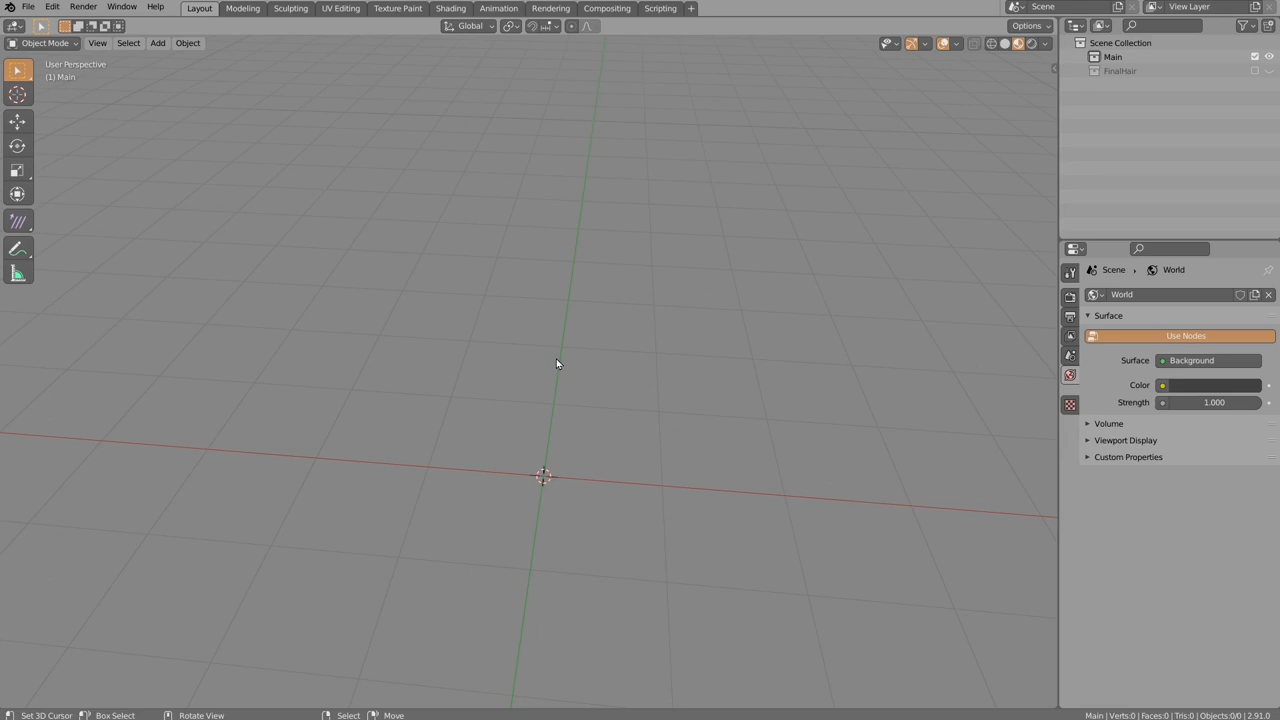 File Edit Render Window Help Layout Modeling Sculpting UV Editing Texture Paint Shading Animation Rendering Compositing Scripting + Scene View Layer
Global Options
Object Mode View Select Add Object
User Perspective
(1) Main
Scene Collection
Main
FinalHair
Scene World
World
Surface
Use Nodes
Surface Background
Color
Strength 1.000
Volume
Viewport Display
Custom Properties
Set 3D Cursor Box Select Rotate View Select Move Main | Verts:0 | Faces:0 | Tris:0 | Objects:0/0 | 2.91.0